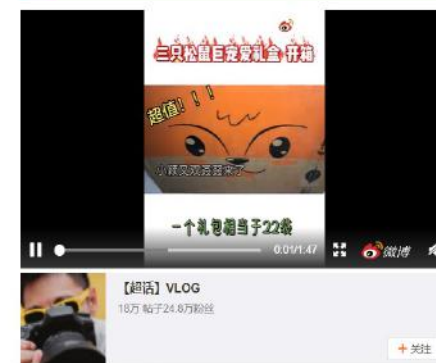 三只松鼠巨宠爱礼盒 开箱
超值！！！
小颖又双叒叕来了
一个礼包相当于22袋
0:01/1:47
微博
【超话】VLOG
18万 帖子24.8万粉丝
+ 关注